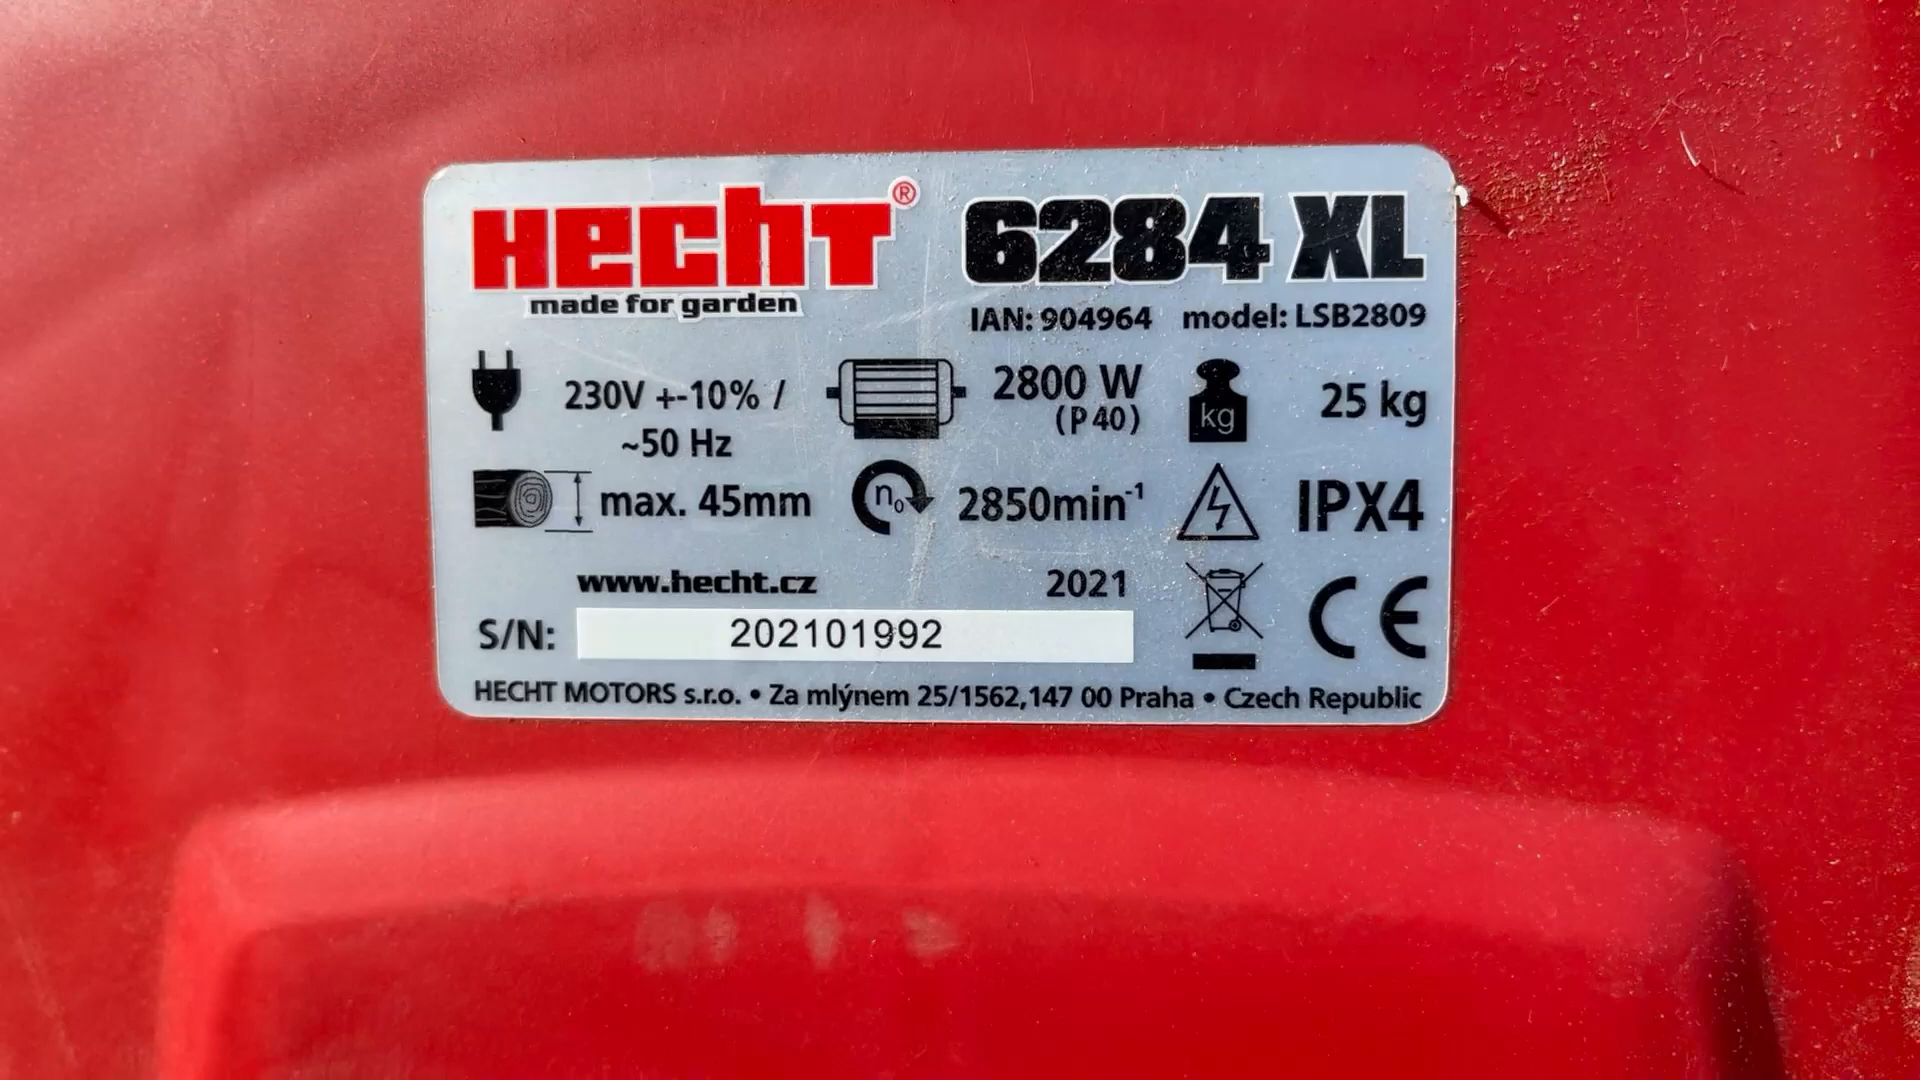 HECHT® 6284 XL
made for garden
IAN: 904964 model: LSB2809
230V +-10% / 2800 W kg 25 kg
~50 Hz (P40)
max. 45mm n₀ 2850min⁻¹ IPX4
www.hecht.cz 2021
S/N: 202101992 CE
HECHT MOTORS s.r.o. • Za mlýnem 25/1562,147 00 Praha • Czech Republic